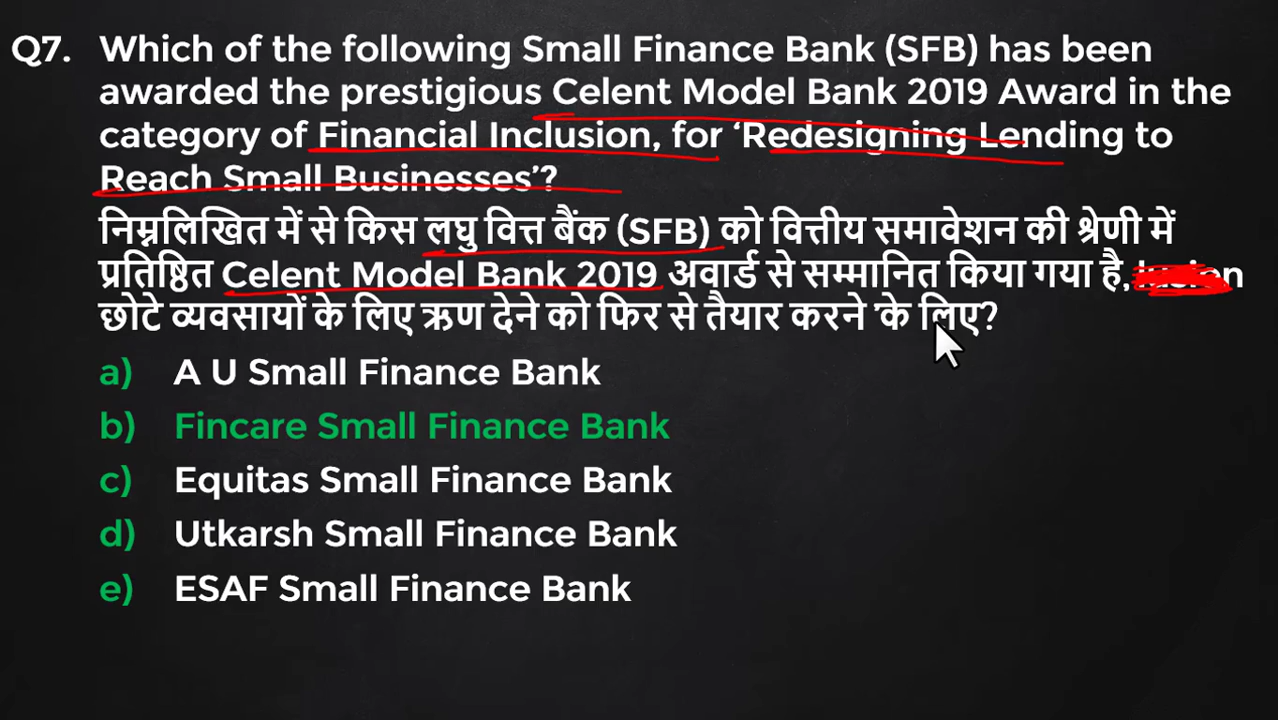 Q7. Which of the following Small Finance Bank (SFB) has been
awarded the prestigious Celent Model Bank 2019 Award in the
category of Financial Inclusion, for ‘Redesigning Lending to
Reach Small Businesses’?
निम्नलिखित में से किस लघु वित्त बैंक (SFB) को वित्तीय समावेशन की श्रेणी में
प्रतिष्ठित Celent Model Bank 2019 अवार्ड से सम्मानित किया गया है,
छोटे व्यवसायों के लिए ऋण देने को फिर से तैयार करने 'के लिए?
a) A U Small Finance Bank
b) Fincare Small Finance Bank
c) Equitas Small Finance Bank
d) Utkarsh Small Finance Bank
e) ESAF Small Finance Bank